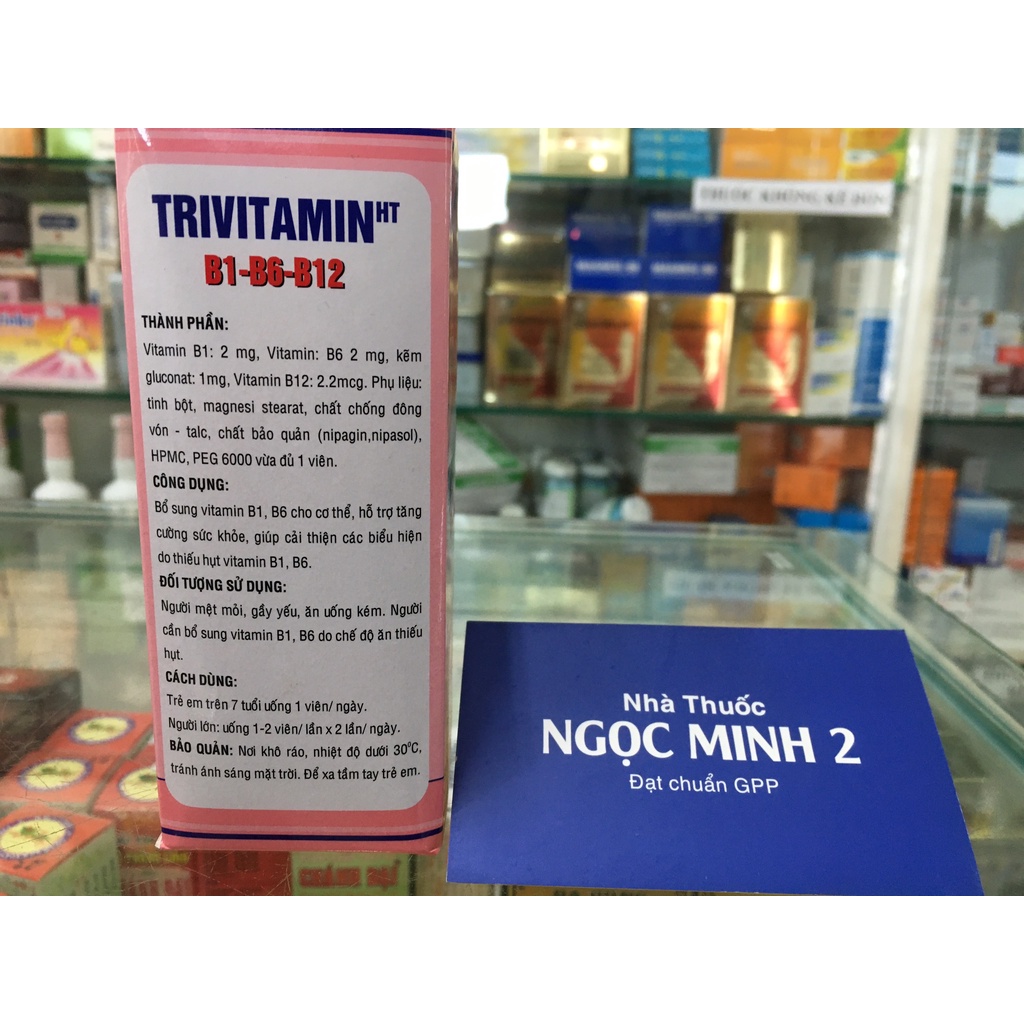 TRIVITAMIN HT
B1-B6-B12
THÀNH PHẦN:
Vitamin B1: 2 mg, Vitamin: B6 2 mg, kẽm
gluconat: 1mg, Vitamin B12: 2.2mcg. Phụ liệu:
tinh bột, magnesi stearat, chất chống đông
vón - talc, chất bảo quản (nipagin,nipasol),
HPMC, PEG 6000 vừa đủ 1 viên.
CÔNG DỤNG:
Bổ sung vitamin B1, B6 cho cơ thể, hỗ trợ tăng
cường sức khỏe, giúp cải thiện các biểu hiện
do thiếu hụt vitamin B1, B6.
ĐỐI TƯỢNG SỬ DỤNG:
Người mệt mỏi, gầy yếu, ăn uống kém. Người
cần bổ sung vitamin B1, B6 do chế độ ăn thiếu
hụt.
CÁCH DÙNG:
Trẻ em trên 7 tuổi uống 1 viên/ ngày.
Người lớn: uống 1-2 viên/ lần x 2 lần/ ngày.
BẢO QUẢN: Nơi khô ráo, nhiệt độ dưới 30°C,
tránh ánh sáng mặt trời. Để xa tầm tay trẻ em.
THUỐC KHÔNG KÊ ĐƠN
Nhà Thuốc
NGỌC MINH 2
Đạt chuẩn GPP